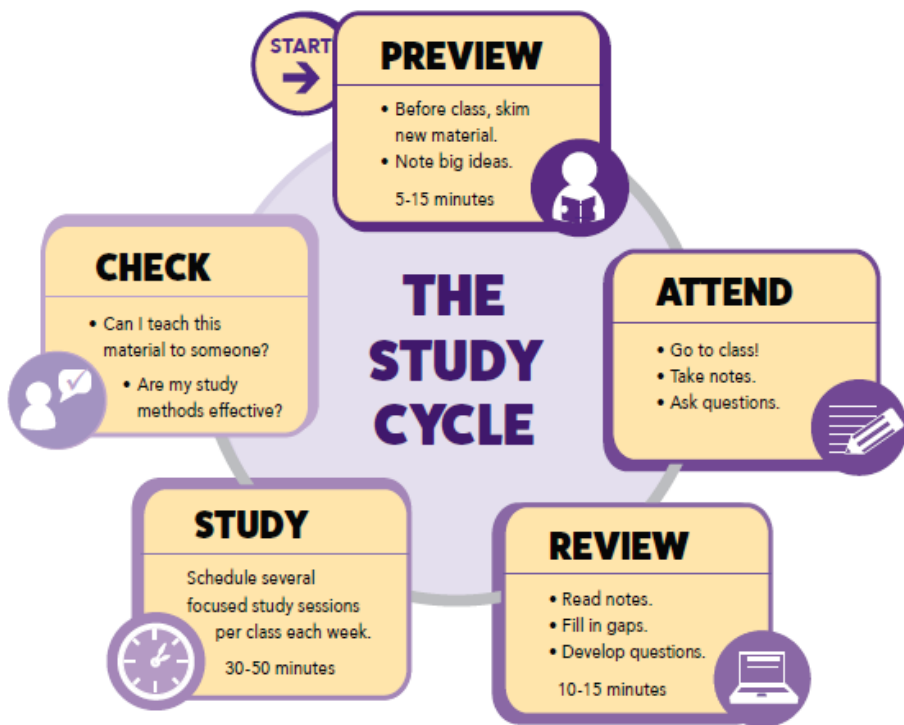 START
PREVIEW
• Before class, skim
new material.
• Note big ideas.
5-15 minutes
THE
STUDY
CYCLE
ATTEND
• Go to class!
• Take notes.
• Ask questions.
REVIEW
• Read notes.
• Fill in gaps.
• Develop questions.
10-15 minutes
STUDY
Schedule several
focused study sessions
per class each week.
30-50 minutes
CHECK
• Can I teach this
material to someone?
• Are my study
methods effective?